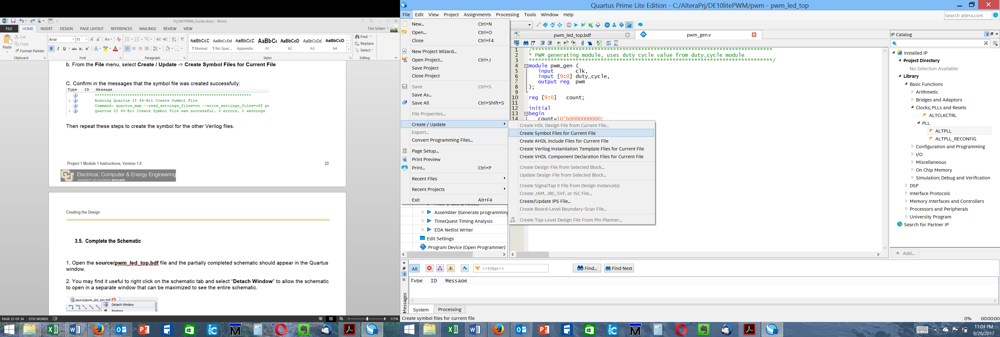 Prj1M1PWM_Guide.docx - Word
FILE HOME INSERT DESIGN PAGE LAYOUT REFERENCES MAILINGS REVIEW VIEW
Tim Scherr
Paste
Cut
Copy
Format Painter
Clipboard
Arial 11
Font
Paragraph
AaBbCcD AaBbCcDd AaBbCcD AaBbCc AaBbCcD AaBbCcDd. AaBbCcD
¶ Normal ¶ No Spac... Appendix h1 h2 h3 h4
Styles
Find
Replace
Select
Editing
b. From the File menu, select Create / Update -> Create Symbol Files for Current File
C. Confirm in the messages that the symbol file was created successfully:
Type ID Message
Running Quartus II 64-Bit Create Symbol File
Command: quartus_map --read_settings_files=on --write_settings_files=off pw
Quartus II 64-Bit Create Symbol File was successful. 0 errors, 0 warnings
Then repeat these steps to create the symbol for the other Verilog files.
Project 1 Module 1 Instructions, Version 1.0 22
Electrical, Computer & Energy Engineering
UNIVERSITY OF COLORADO BOULDER
Creating the Design
3.5. Complete the Schematic
1. Open the source/pwm_led_top.bdf file and the partially completed schematic should appear in the Quartus
window.
2. You may find it useful to right click on the schematic tab and select “Detach Window” to allow the schematic
to open in a separate window that can be maximized to see the entire schematic.
source/pwm_led_top.bdf
Detach Window
Restore
PAGE 22 OF 34 3753 WORDS
117%
Quartus Prime Lite Edition - C:/AlteraPrj/DE10litePWM/pwm - pwm_led_top
File Edit View Project Assignments Processing Tools Window Help
Search altera.com
New... Ctrl+N
Open... Ctrl+O
Close Ctrl+F4
New Project Wizard...
Open Project... Ctrl+J
Save Project
Close Project
Save Ctrl+S
Save As...
Save All Ctrl+Shift+S
File Properties...
Create / Update
Export...
Convert Programming Files...
Page Setup...
Print Preview
Print... Ctrl+P
Recent Files
Recent Projects
Exit Alt+F4
Create HDL Design File from Current File...
Create Symbol Files for Current File
Create AHDL Include Files for Current File
Create Verilog Instantiation Template Files for Current File
Create VHDL Component Declaration Files for Current File
Create Design File from Selected Block...
Update Design File from Selected Block...
Create SignalTap II File from Design Instance(s)
Create JAM, JBC, SVF, or ISC File...
Create/Update IPS File...
Create Board-Level Boundary-Scan File...
Create Top-Level Design File From Pin Planner...
Fitter (Place & Route)
Assembler (Generate programming
TimeQuest Timing Analysis
EDA Netlist Writer
Edit Settings
Program Device (Open Programmer)
pwm_led_top.bdf
pwm_gen.v
1 /******************************************************************************
2 * PWM generating module, uses duty cycle value from duty_cycle module
3 ******************************************************************************/
4 module pwm_gen (
5 input clk,
6 input [9:0] duty_cycle,
7 output reg pwm
8 );
9
10 reg [9:0] count;
11
12 initial
13 begin
14 count=10'b0000000000;
IP Catalog
Installed IP
Project Directory
No Selection Available
Library
Basic Functions
Arithmetic
Bridges and Adaptors
Clocks; PLLs and Resets
ALTCLKCTRL
PLL
ALTPLL
ALTPLL_RECONFIG
Configuration and Programming
I/O
Miscellaneous
On Chip Memory
Simulation; Debug and Verification
DSP
Interface Protocols
Memory Interfaces and Controllers
Processors and Peripherals
University Program
Search for Partner IP
+ Add...
All <<Filter>> Find... Find Next
Type ID Message
Messages
System Processing
Create symbol files for current file
0% 00:00:00
11:04 PM
9/20/2017